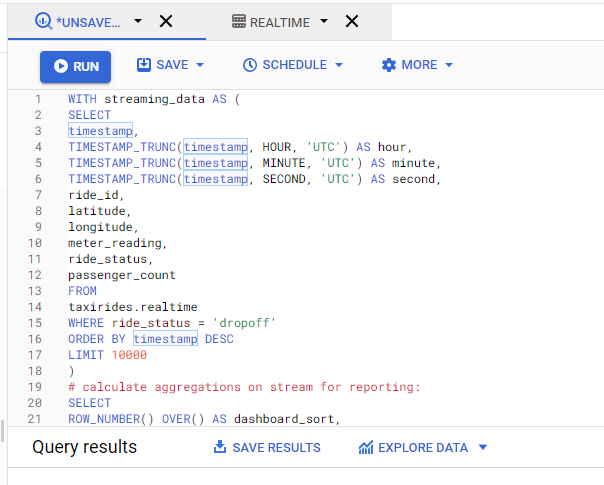 *UNSAVE...
REALTIME
RUN
SAVE
SCHEDULE
MORE
1 WITH streaming_data AS (
2 SELECT
3 timestamp,
4 TIMESTAMP_TRUNC(timestamp, HOUR, 'UTC') AS hour,
5 TIMESTAMP_TRUNC(timestamp, MINUTE, 'UTC') AS minute,
6 TIMESTAMP_TRUNC(timestamp, SECOND, 'UTC') AS second,
7 ride_id,
8 latitude,
9 longitude,
10 meter_reading,
11 ride_status,
12 passenger_count
13 FROM
14 taxirides.realtime
15 WHERE ride_status = 'dropoff'
16 ORDER BY timestamp DESC
17 LIMIT 10000
18 )
19 # calculate aggregations on stream for reporting:
20 SELECT
21 ROW_NUMBER() OVER() AS dashboard_sort,
Query results
SAVE RESULTS
EXPLORE DATA